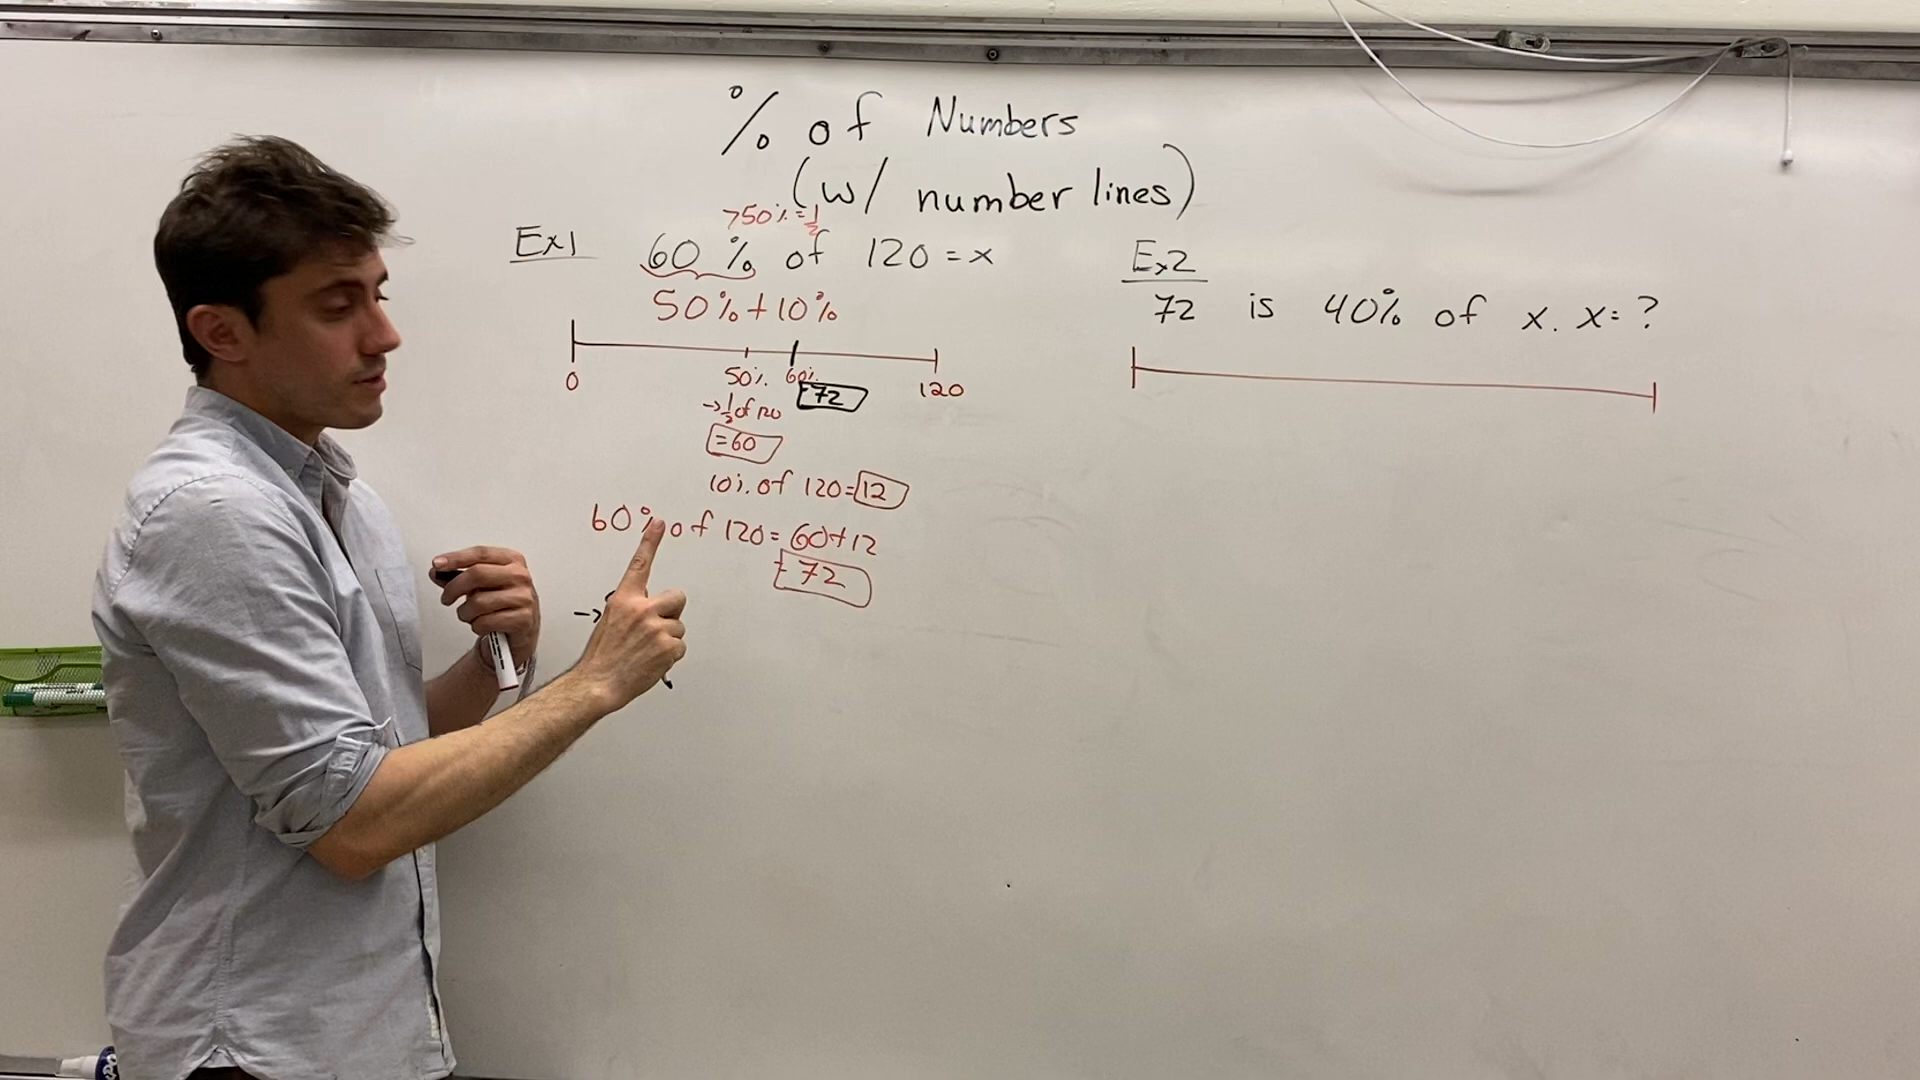 % of Numbers
(w/ number lines)
>50% = 1/2
Ex1 60% of 120 = x
50% + 10%
0 50% 60% 120
→ 1/2 of 120
= 72
= 60
10% of 120 = 12
60% of 120 = 60 + 12
= 72
→
Ex2
72 is 40% of x. x = ?